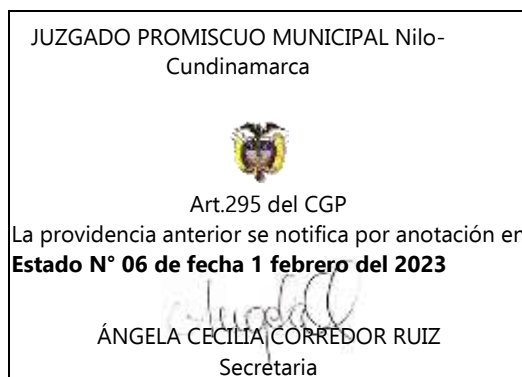 JUZGADO PROMISCUO MUNICIPAL Nilo-
Cundinamarca
Art.295 del CGP
La providencia anterior se notifica por anotación en
Estado N° 06 de fecha 1 febrero del 2023
ÁNGELA CECILIA CORREDOR RUIZ
Secretaria